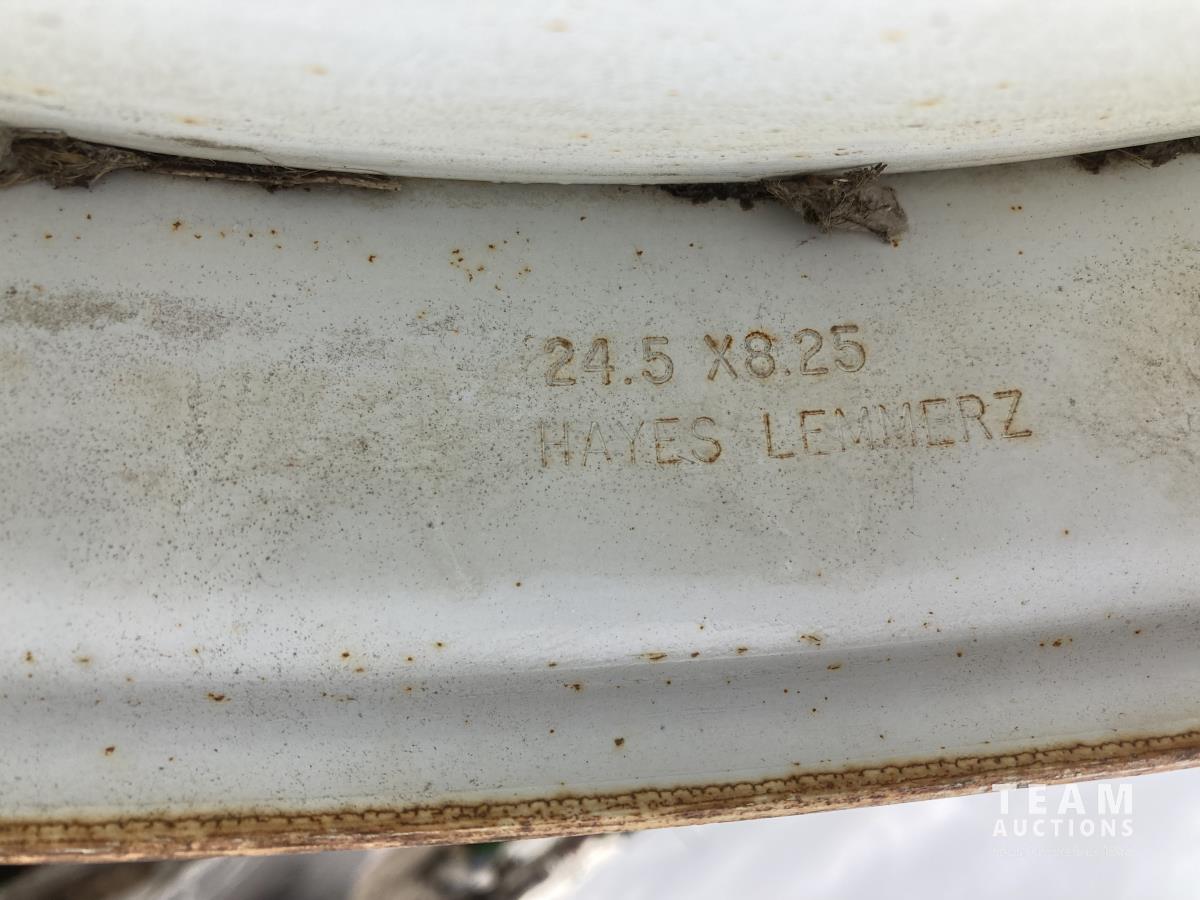 24.5 X8.25
HAYES LEMMERZ
TEAM
AUCTIONS